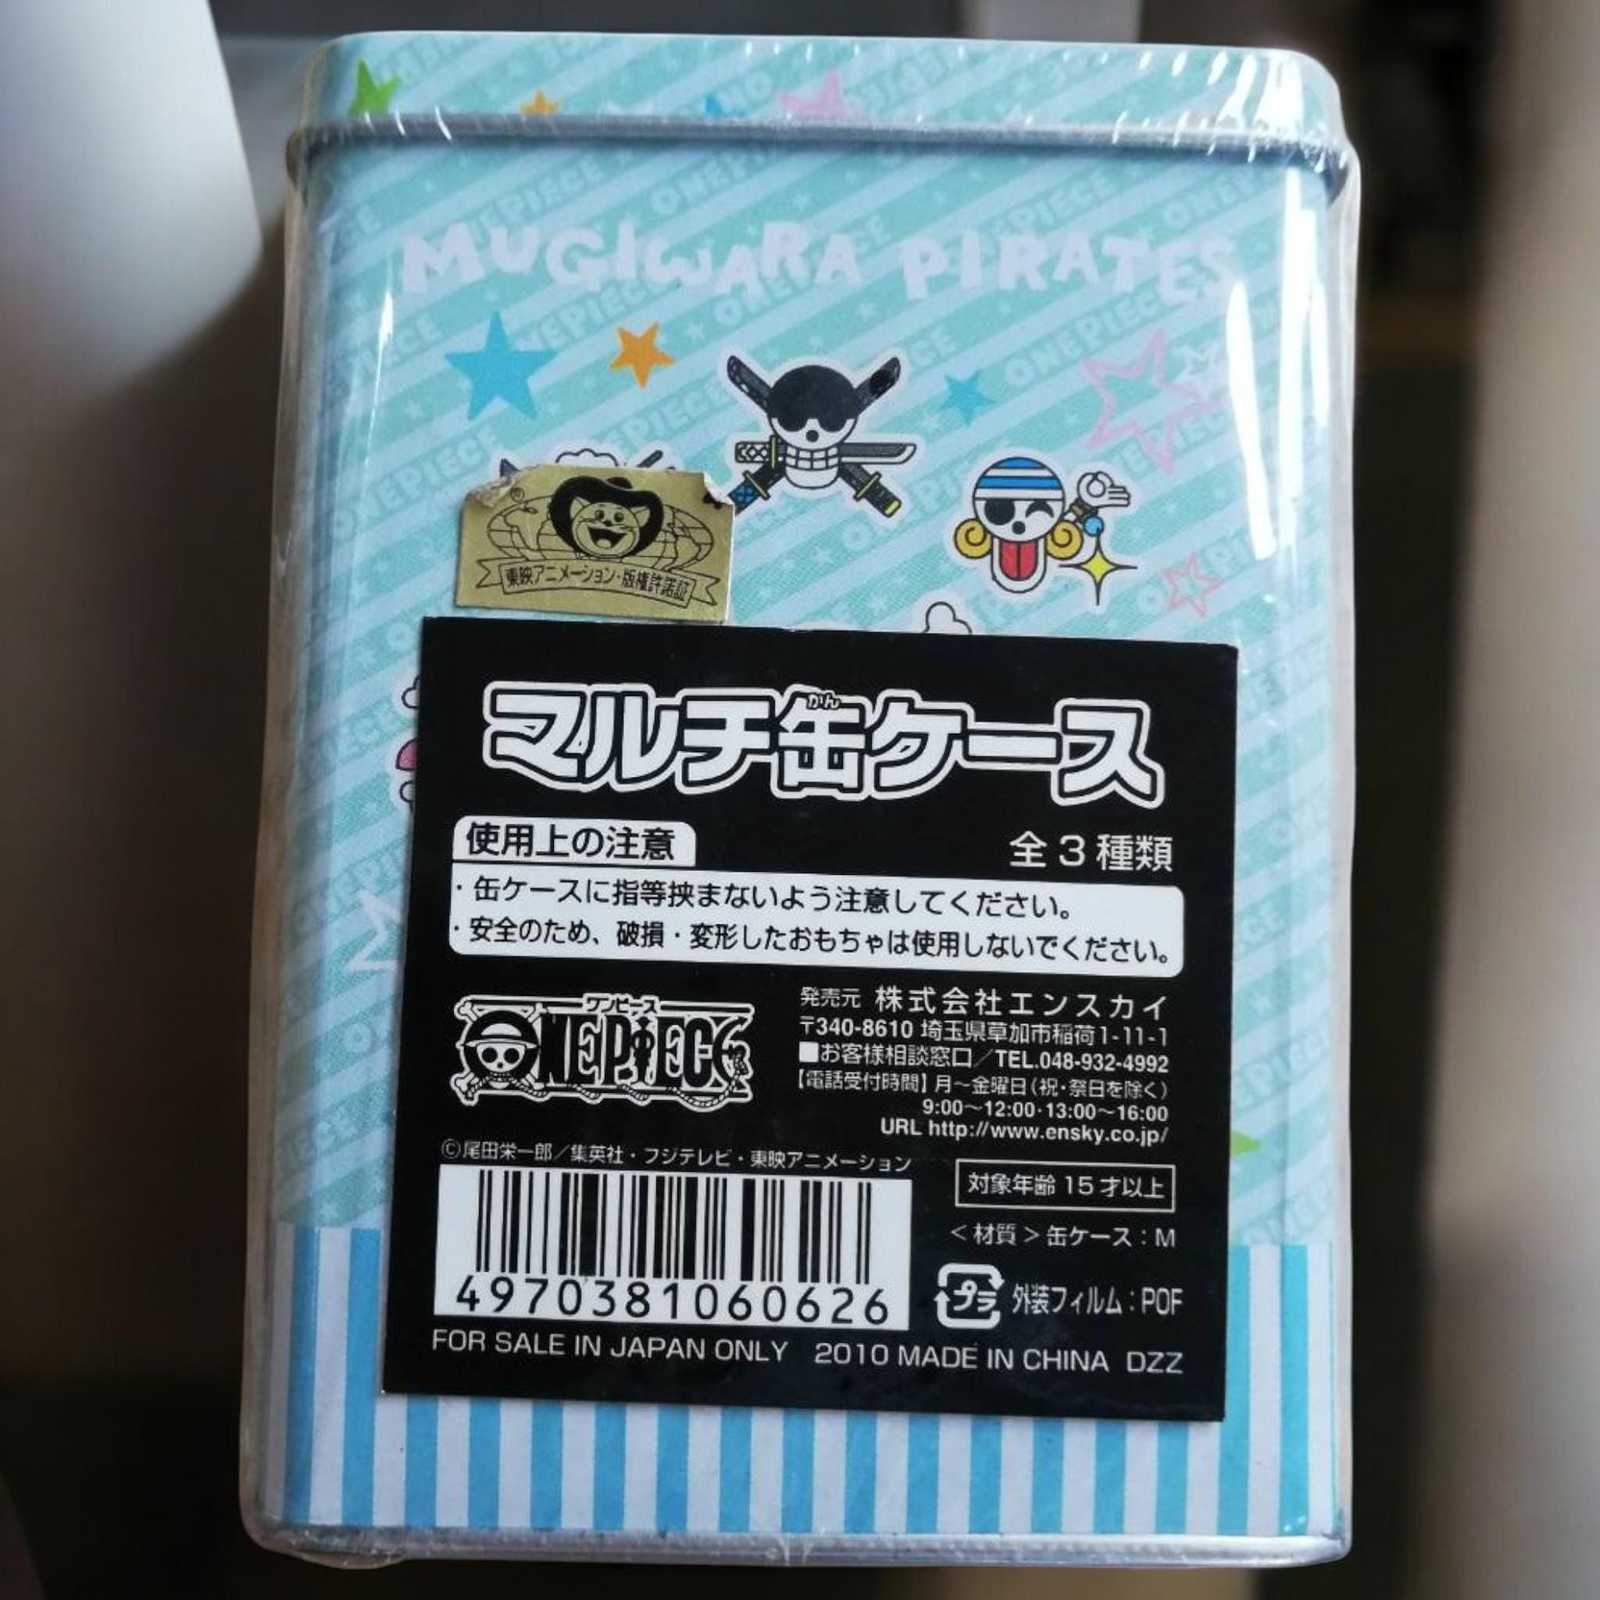 MUGIWARA PIRATES
東映アニメーション・版権許諾証
かん
マルチ缶ケース
使用上の注意
全3種類
・缶ケースに指等挟まないよう注意してください。
・安全のため、破損・変形したおもちゃは使用しないでください。
ワンピース
ONE PIECE
発売元 株式会社エンスカイ
〒340-8610 埼玉県草加市稲荷1-11-1
■お客様相談窓口／TEL.048-932-4992
【電話受付時間】月～金曜日(祝・祭日を除く)
9:00～12:00・13:00～16:00
URL http://www.ensky.co.jp/
©尾田栄一郎／集英社・フジテレビ・東映アニメーション
対象年齢 15才以上
<材質> 缶ケース：M
プラ 外装フィルム：POF
4970381060626
FOR SALE IN JAPAN ONLY 2010 MADE IN CHINA DZZ